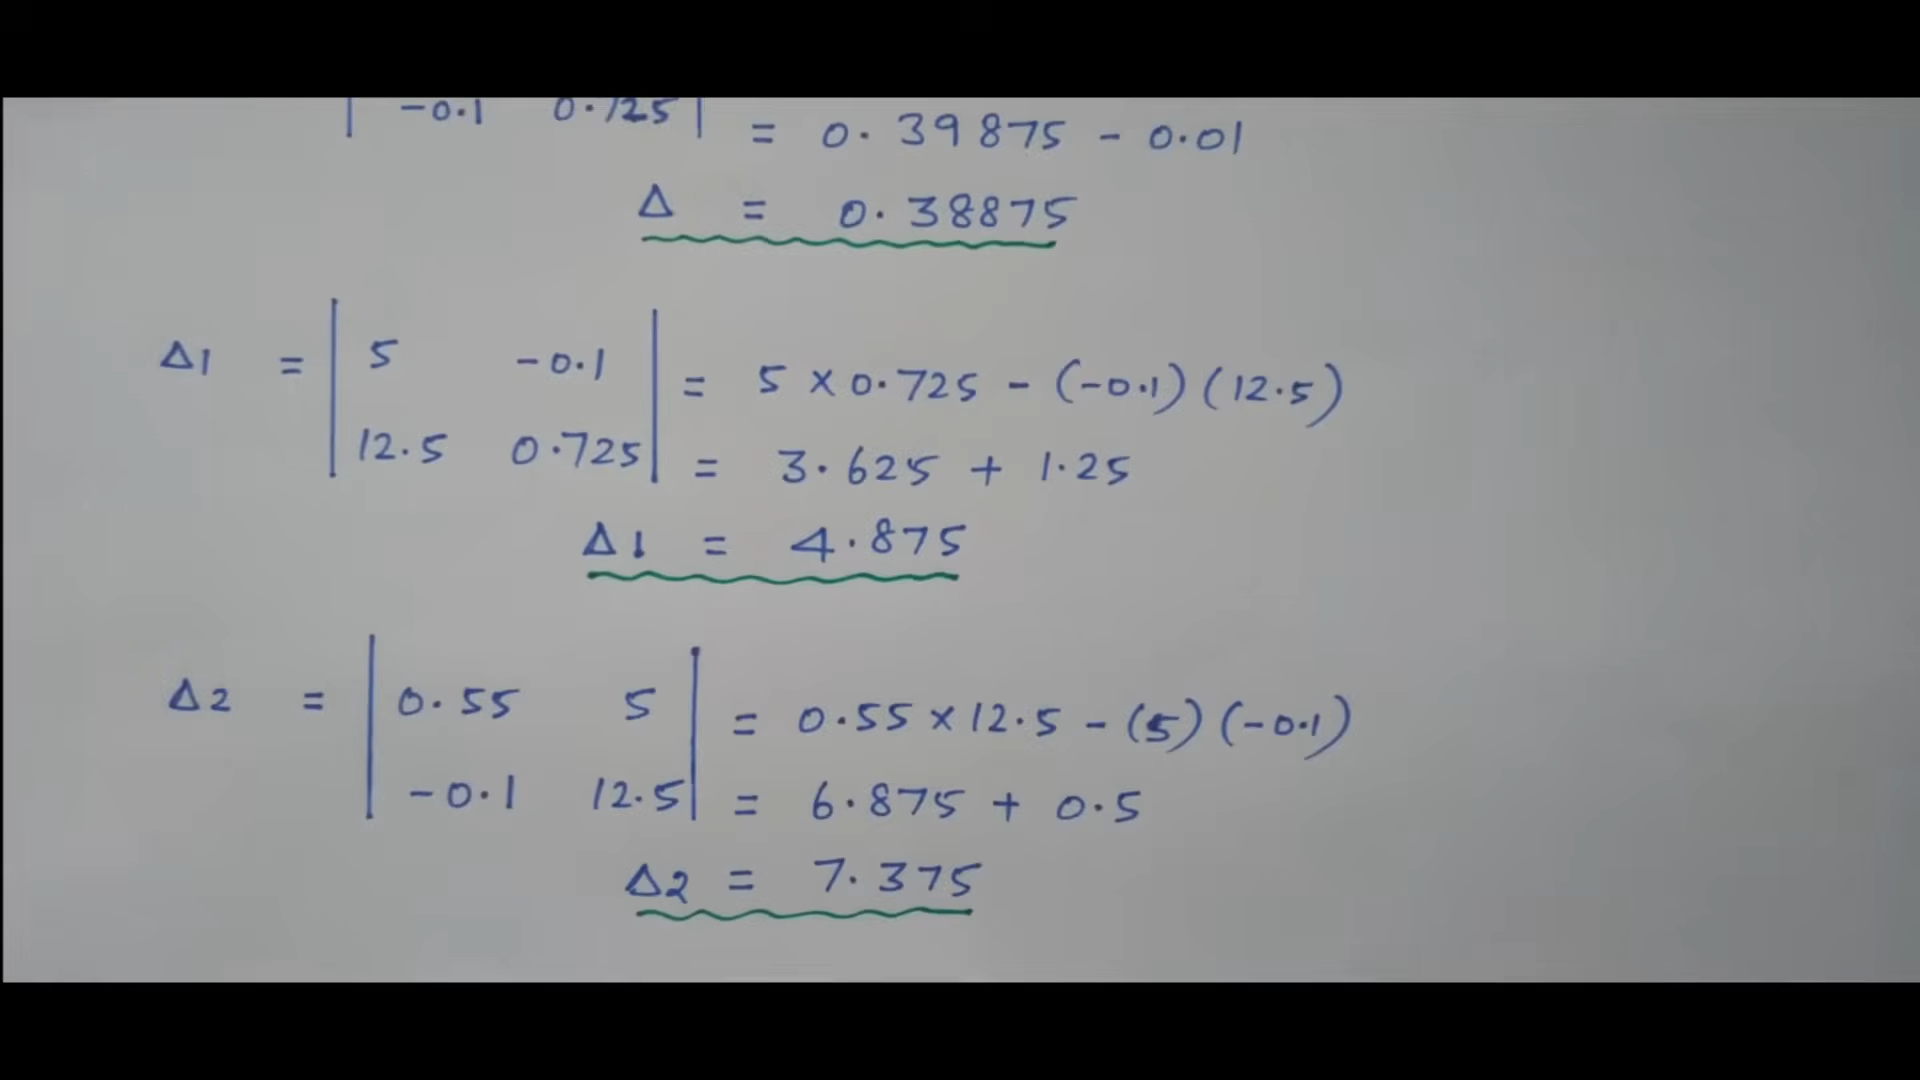 | -0.1 0.725 | = 0.39875 - 0.01
Δ = 0.38875
Δ1 = | 5 -0.1 | = 5 × 0.725 - (-0.1) (12.5)
| 12.5 0.725 | = 3.625 + 1.25
Δ1 = 4.875
Δ2 = | 0.55 5 | = 0.55 × 12.5 - (5) (-0.1)
| -0.1 12.5 | = 6.875 + 0.5
Δ2 = 7.375